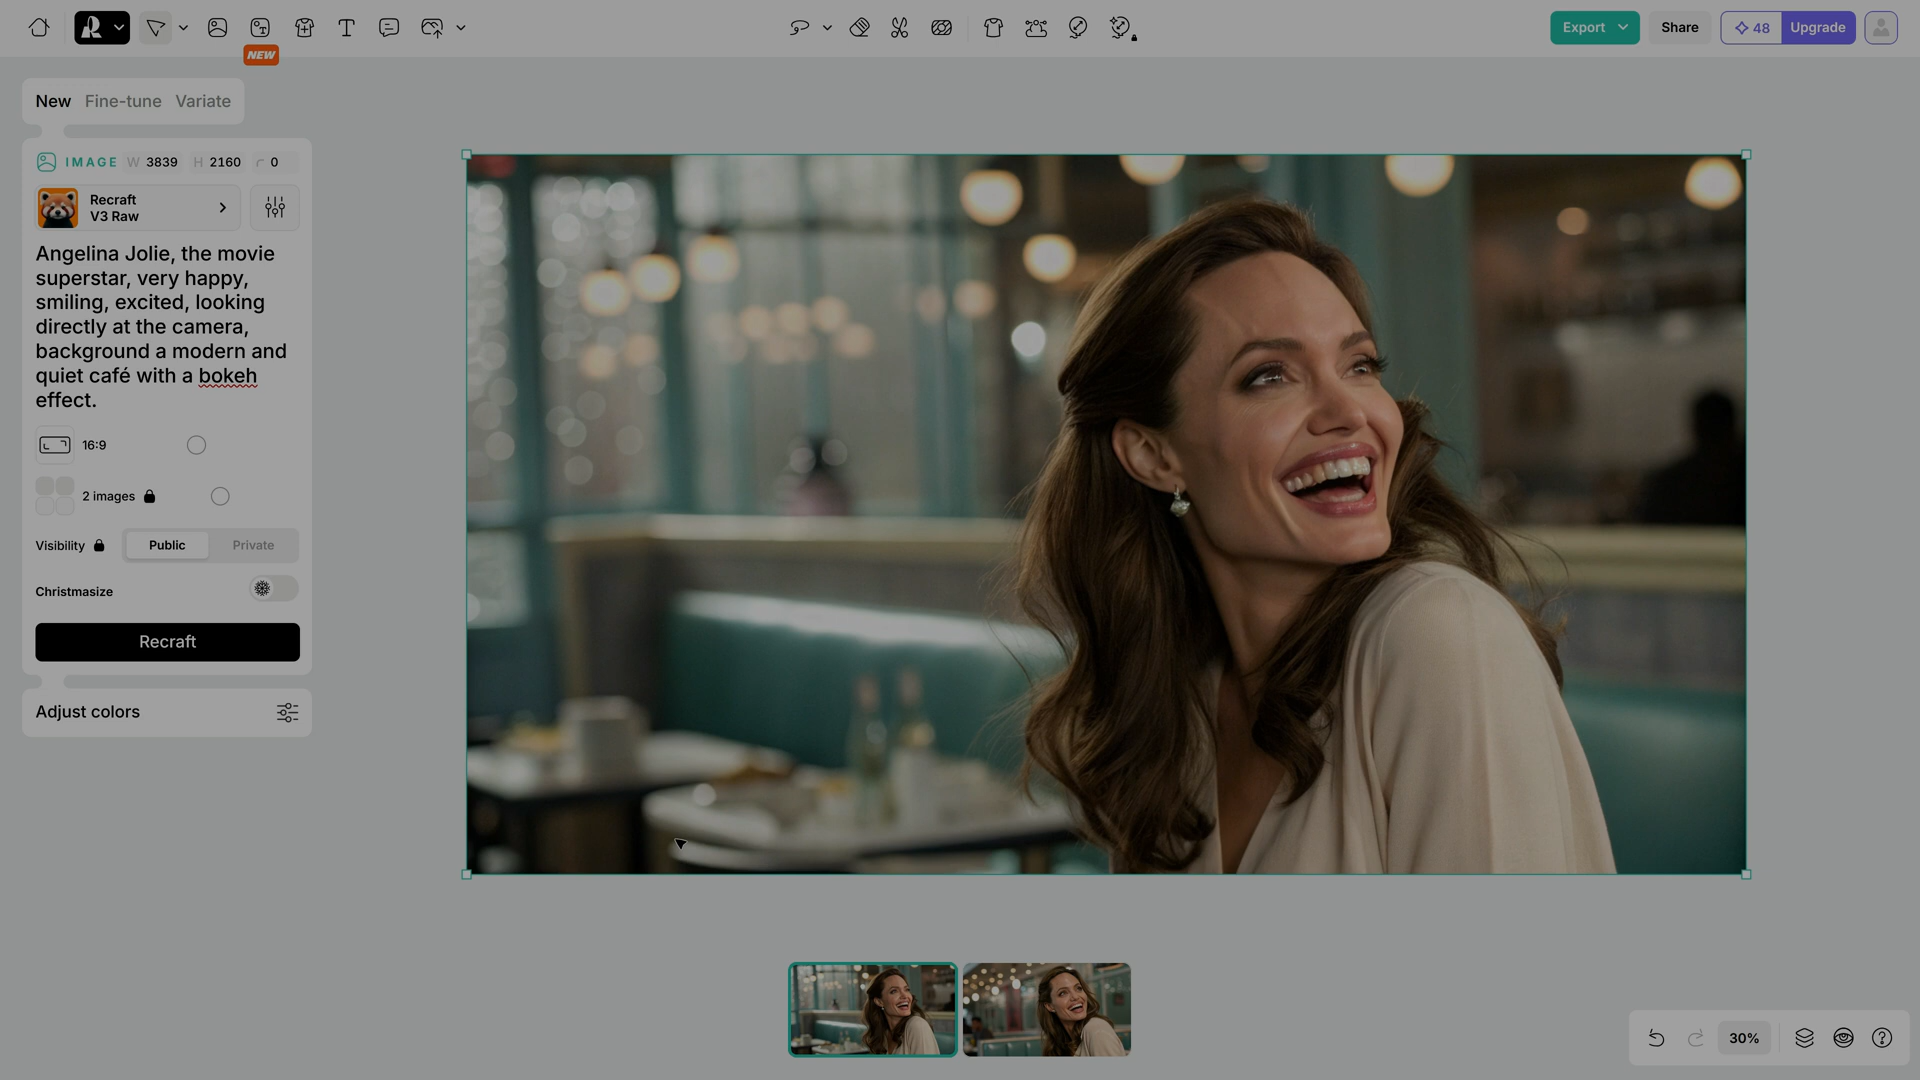 NEW
Export
Share
48
Upgrade
New Fine-tune Variate
IMAGE W 3839 H 2160 0
Recraft
V3 Raw
Angelina Jolie, the movie
superstar, very happy,
smiling, excited, looking
directly at the camera,
background a modern and
quiet café with a bokeh
effect.
16:9
2 images
Visibility Public Private
Christmasize
Recraft
Adjust colors
30%